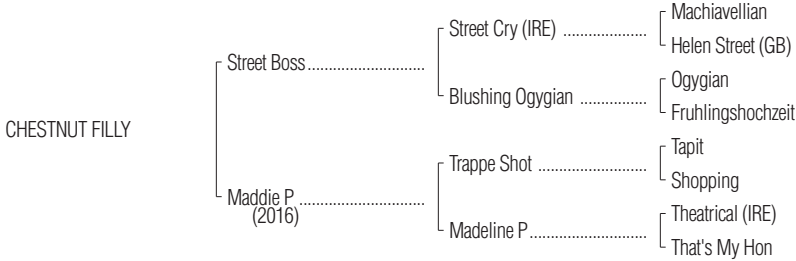 Machiavellian
Street Cry (IRE) ....................
Helen Street (GB)
Street Boss............................
Ogygian
Blushing Ogygian ................
Fruhlingshochzeit
CHESTNUT FILLY
Tapit
Trappe Shot ..........................
Shopping
Maddie P ..............................
(2016)
Theatrical (IRE)
Madeline P............................
That's My Hon